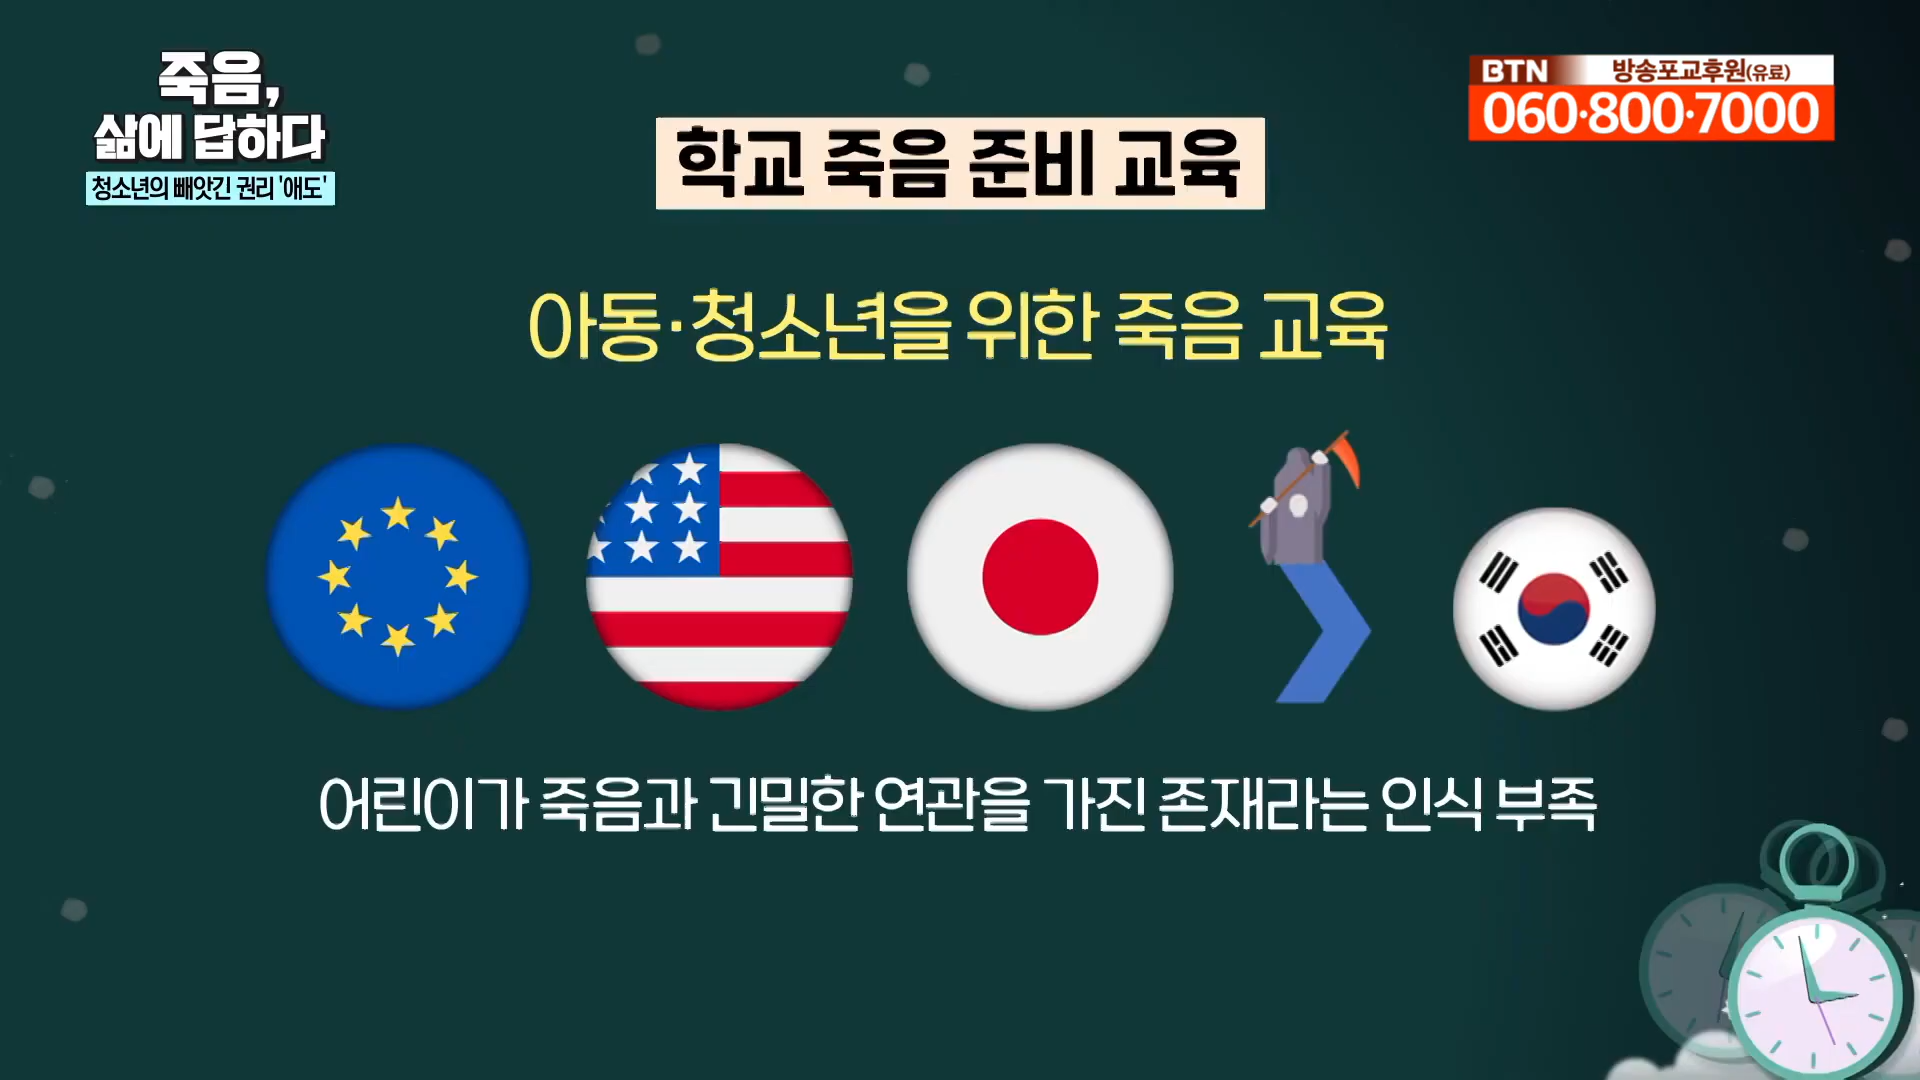 죽음,
삶에 답하다
청소년의 빼앗긴 권리 '애도'
BTN 방송포교후원(유료)
060·800·7000
학교 죽음 준비 교육
아동·청소년을 위한 죽음 교육
어린이가 죽음과 긴밀한 연관을 가진 존재라는 인식 부족